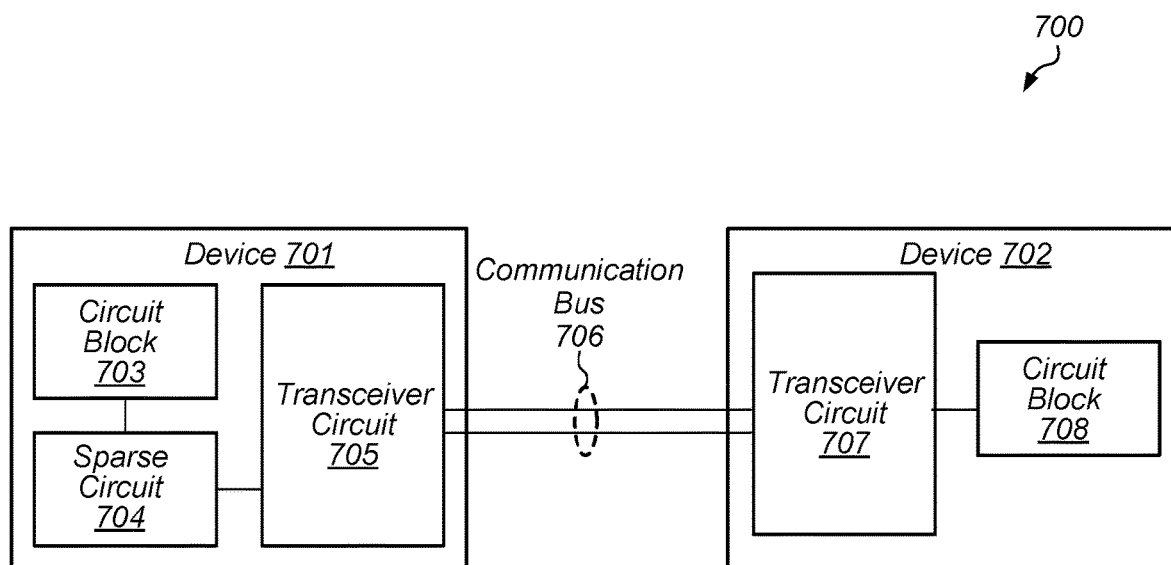 700
Device 701
Circuit
Block
703
Sparse
Circuit
704
Transceiver
Circuit
705
Communication
Bus
706
Device 702
Transceiver
Circuit
707
Circuit
Block
708